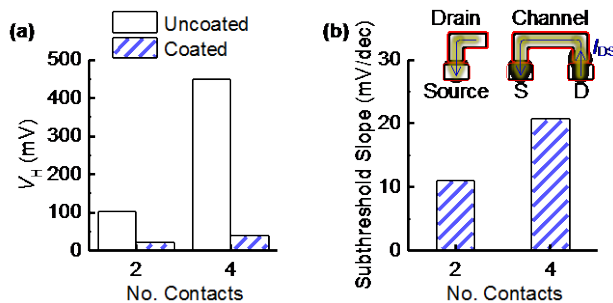 (a)
Uncoated
Coated
V_H (mV)
500
400
300
200
100
0
2
4
No. Contacts
(b)
Drain
Channel
I_DS
Source
S
D
Subthreshold Slope (mV/dec)
30
20
10
0
2
4
No. Contacts